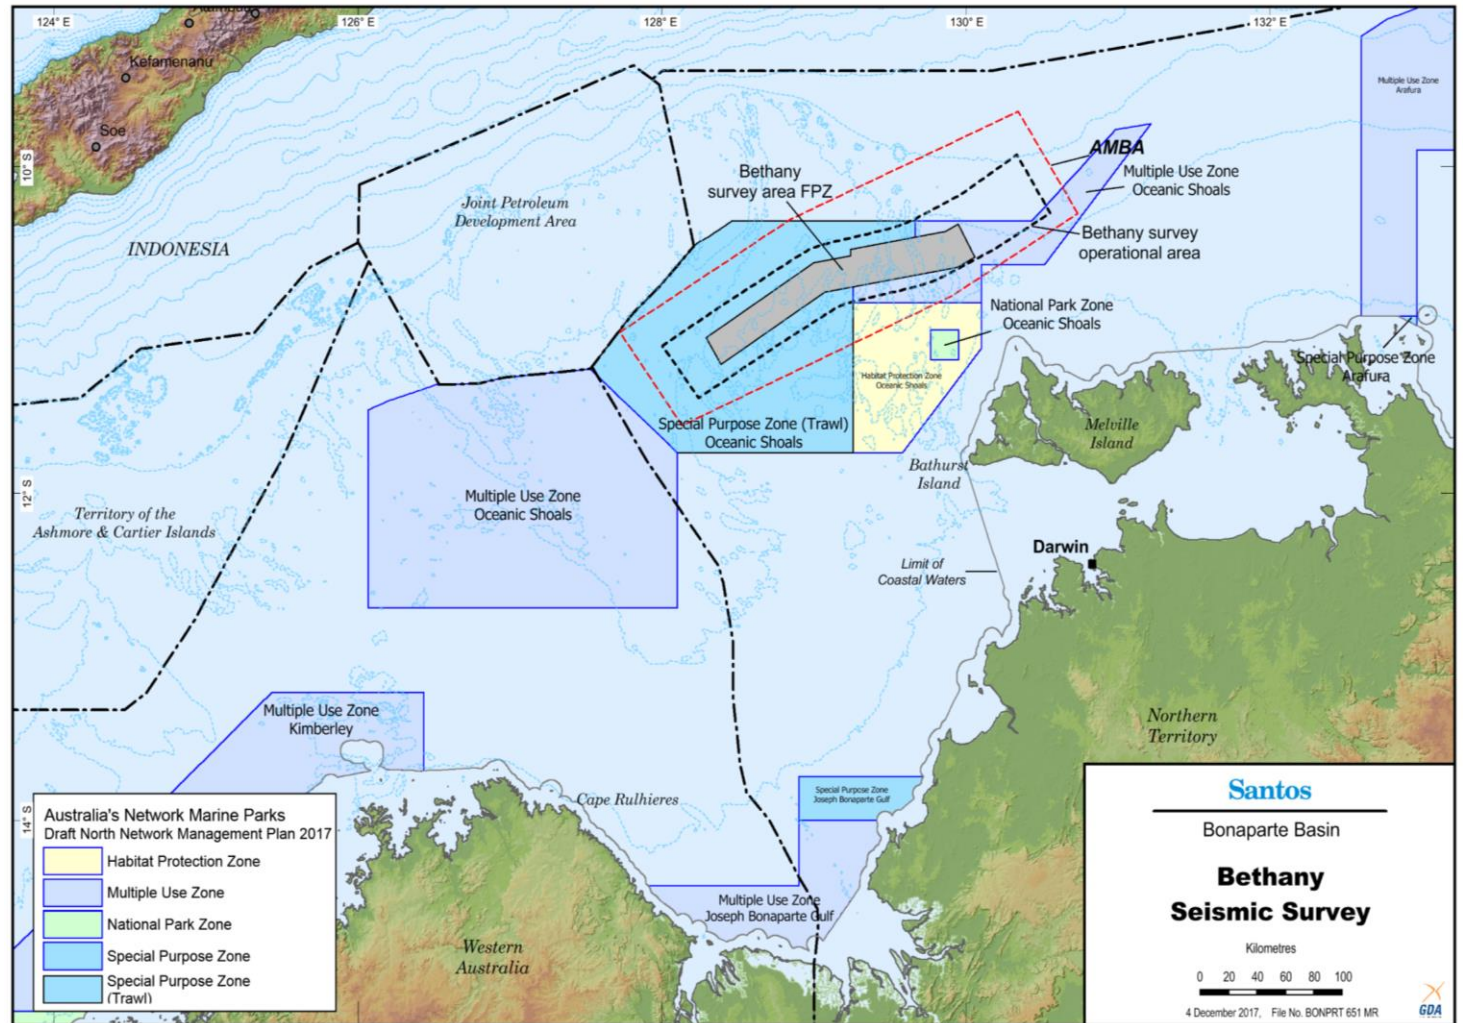 124° E
126° E
128° E
130° E
132° E
Kefamenanu
Soe
10° S
INDONESIA
Joint Petroleum
Development Area
Bethany
survey area FPZ
AMBA
Multiple Use Zone
Oceanic Shoals
Bethany survey
operational area
Multiple Use Zone
Arafura
National Park Zone
Oceanic Shoals
Habitat Protection Zone
Oceanic Shoals
Special Purpose Zone
Arafura
Special Purpose Zone (Trawl)
Oceanic Shoals
Melville
Island
Bathurst
Island
12° S
Territory of the
Ashmore & Cartier Islands
Multiple Use Zone
Oceanic Shoals
Darwin
Limit of
Coastal Waters
Multiple Use Zone
Kimberley
Northern
Territory
Cape Rulhieres
Special Purpose Zone
Joseph Bonaparte Gulf
14° S
Multiple Use Zone
Joseph Bonaparte Gulf
Western
Australia
Australia's Network Marine Parks
Draft North Network Management Plan 2017
Habitat Protection Zone
Multiple Use Zone
National Park Zone
Special Purpose Zone
Special Purpose Zone
(Trawl)
Santos
Bonaparte Basin
Bethany
Seismic Survey
Kilometres
0 20 40 60 80 100
4 December 2017, File No. BONPRT 651 MR
GDA